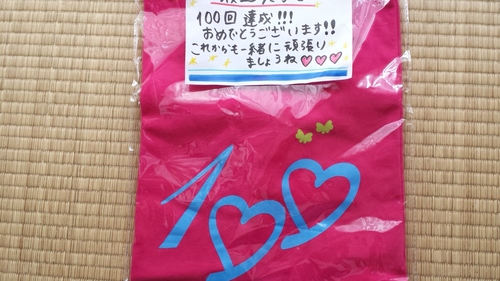 100回達成!!!
おめでとうございます!!
これからも一緒に頑張り
ましょうね♡♡♡
100